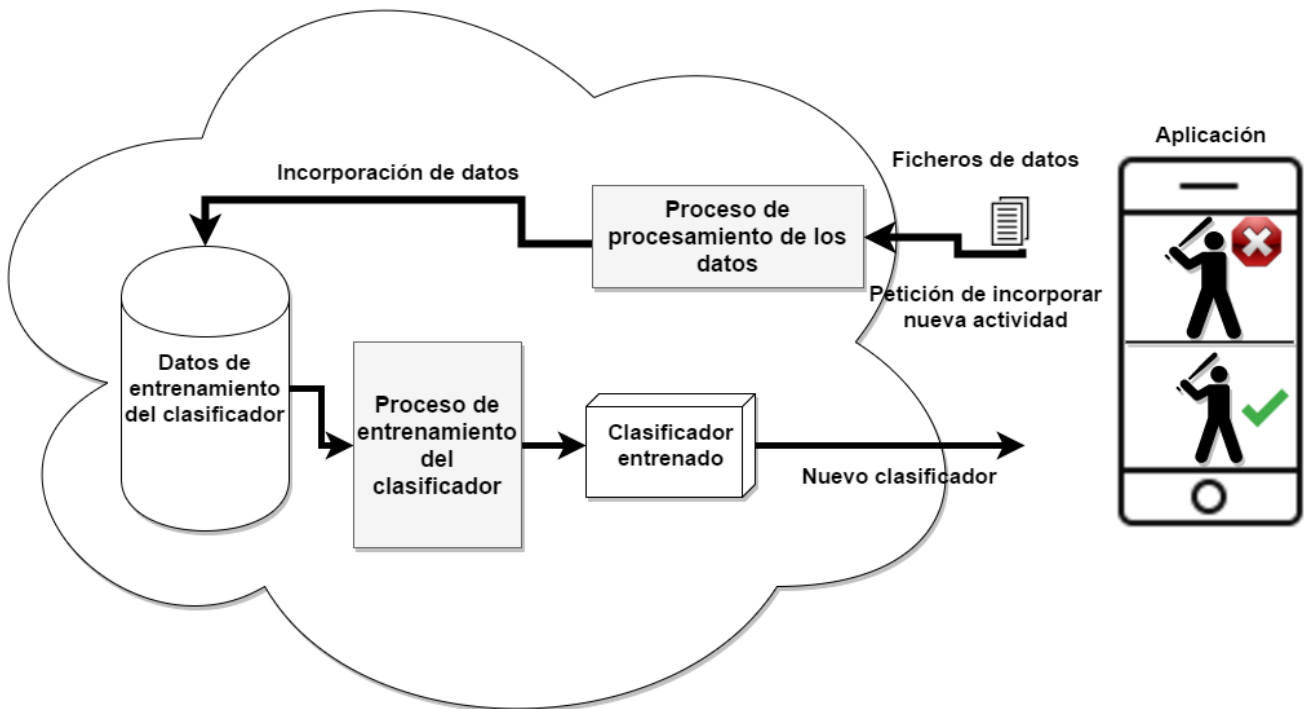 Aplicación
Ficheros de datos
Incorporación de datos
Proceso de
procesamiento de los
datos
Petición de incorporar
nueva actividad
Datos de
entrenamiento
del clasificador
Proceso de
entrenamiento
del
clasificador
Clasificador
entrenado
Nuevo clasificador